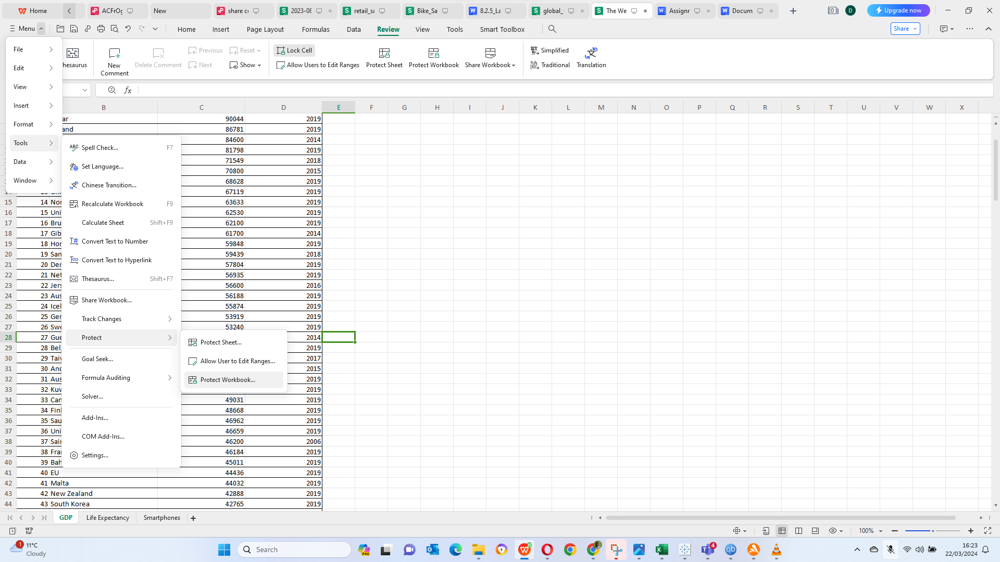 Home
ACFrOg
New
share co
2023-08
retail_sa
Bike_Sa
8.2.5_La
global_s
The We
Assignm
Docum
20
D
Upgrade now
Menu
Home
Insert
Page Layout
Formulas
Data
Review
View
Tools
Smart Toolbox
Share
File
Edit
View
Insert
Format
Tools
Data
Window
hesaurus
New Comment
Delete Comment
Previous
Next
Reset
Show
Lock Cell
Allow Users to Edit Ranges
Protect Sheet
Protect Workbook
Share Workbook
Simplified
Traditional
Translation
fx
B C D E F G H I J K L M N O P Q R S T U V W X
ar 90044 2019
and 86781 2019
84600 2014
81798 2019
71549 2018
70800 2015
68628 2019
67119 2019
15 14 Nor 63633 2019
16 15 Uni 62530 2019
17 16 Bru 62100 2019
18 17 Gib 61700 2014
19 18 Hor 59848 2019
20 19 San 59439 2018
21 20 Der 57804 2019
22 21 Net 56935 2019
23 22 Jers 56600 2016
24 23 Aus 56188 2019
25 24 Icel 55874 2019
26 25 Ger 53919 2019
27 26 Swe 53240 2019
28 27 Gue 2014
29 28 Bel 2019
30 29 Taiv 2017
31 30 And 2015
32 31 Aus 2019
33 32 Kuv 2019
34 33 Can 49031 2019
35 34 Finl 48668 2019
36 35 Sau 46962 2019
37 36 Uni 46659 2019
38 37 Sain 46200 2006
39 38 Fran 46184 2019
40 39 Bah 45011 2019
41 40 EU 44436 2019
42 41 Malta 44032 2019
43 42 New Zealand 42888 2019
44 43 South Korea 42765 2019
Spell Check... F7
Set Language...
Chinese Transition...
Recalculate Workbook F9
Calculate Sheet Shift+F9
Convert Text to Number
Convert Text to Hyperlink
Thesaurus... Shift+F7
Share Workbook...
Track Changes
Protect
Goal Seek...
Formula Auditing
Solver...
Add-Ins...
COM Add-Ins...
Settings...
Protect Sheet...
Allow User to Edit Ranges...
Protect Workbook...
GDP
Life Expectancy
Smartphones
100%
1
11°C
Cloudy
Search
PRE
4
16:23
22/03/2024